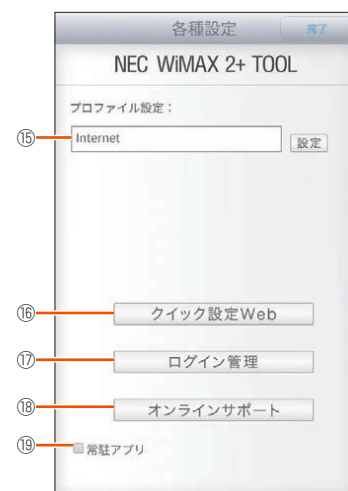 各種設定 完了
NEC WiMAX 2+ TOOL
プロファイル設定：
⑮ Internet 設定
⑯ クイック設定Web
⑰ ログイン管理
⑱ オンラインサポート
⑲ 常駐アプリ